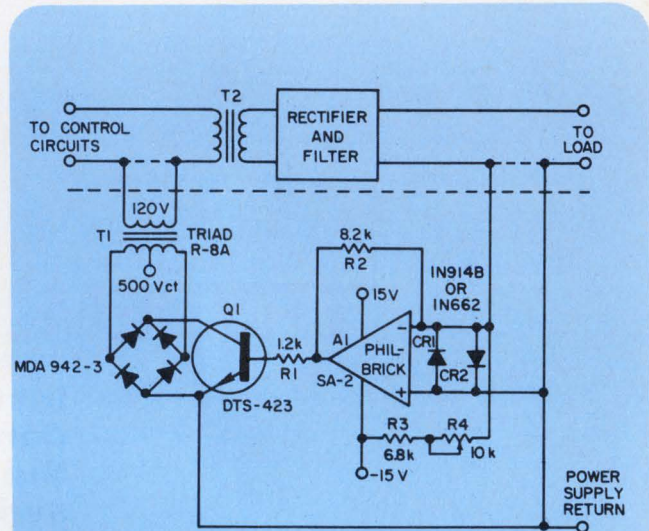 T2
RECTIFIER
AND
FILTER
TO CONTROL
CIRCUITS
TO
LOAD
120V
T1
TRIAD
R-8A
500 Vct
8.2k
R2
IN914B
OR
IN662
15V
Q1
1.2k
R1
A1
PHIL-
BRICK
SA-2
−
+
CR1
CR2
MDA 942-3
DTS-423
R3
6.8k
R4
10k
-15 V
POWER
SUPPLY
RETURN